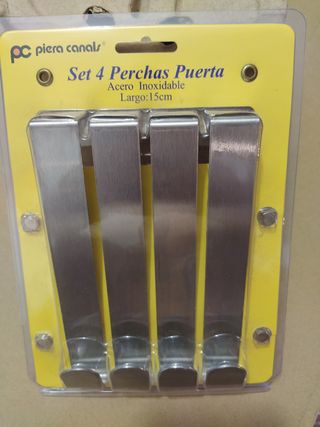 pc piera canals®
Set 4 Perchas Puerta
Acero Inoxidable
Largo:15cm